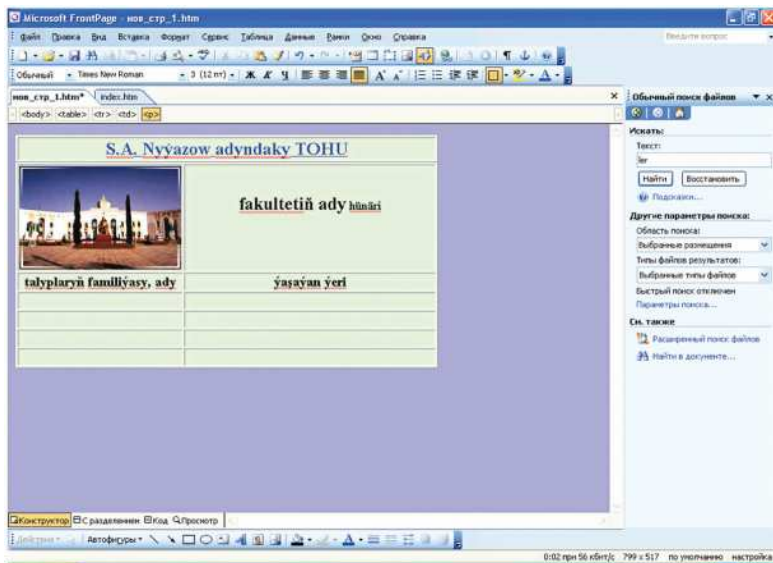 Microsoft FrontPage - нов_стр_1.htm
Файл Правка Вид Вставка Формат Сервис Таблица Данные Рамки Окно Справка
Введите вопрос
Обычный Times New Roman 3 (12 пт) Ж К Ч
нов_стр_1.htm* index.htm
<body> <table> <tr> <td> <p>
S.A. Nyýazow adyndaky TOHU
fakultetiň ady hünäri
talyplaryň familiýasy, ady ýaşaýan ýeri
Конструктор С разделением Код Просмотр
Действия Автофигуры
0:02 при 56 кбит/с 799 x 517 по умолчанию настройка
Обычный поиск файлов
Искать:
Текст:
ler
Найти Восстановить
Подсказки...
Другие параметры поиска:
Область поиска:
Выбранные размещения
Типы файлов результатов:
Выбранные типы файлов
Быстрый поиск отключен
Параметры поиска...
См. также
Расширенный поиск файлов
Найти в документе...